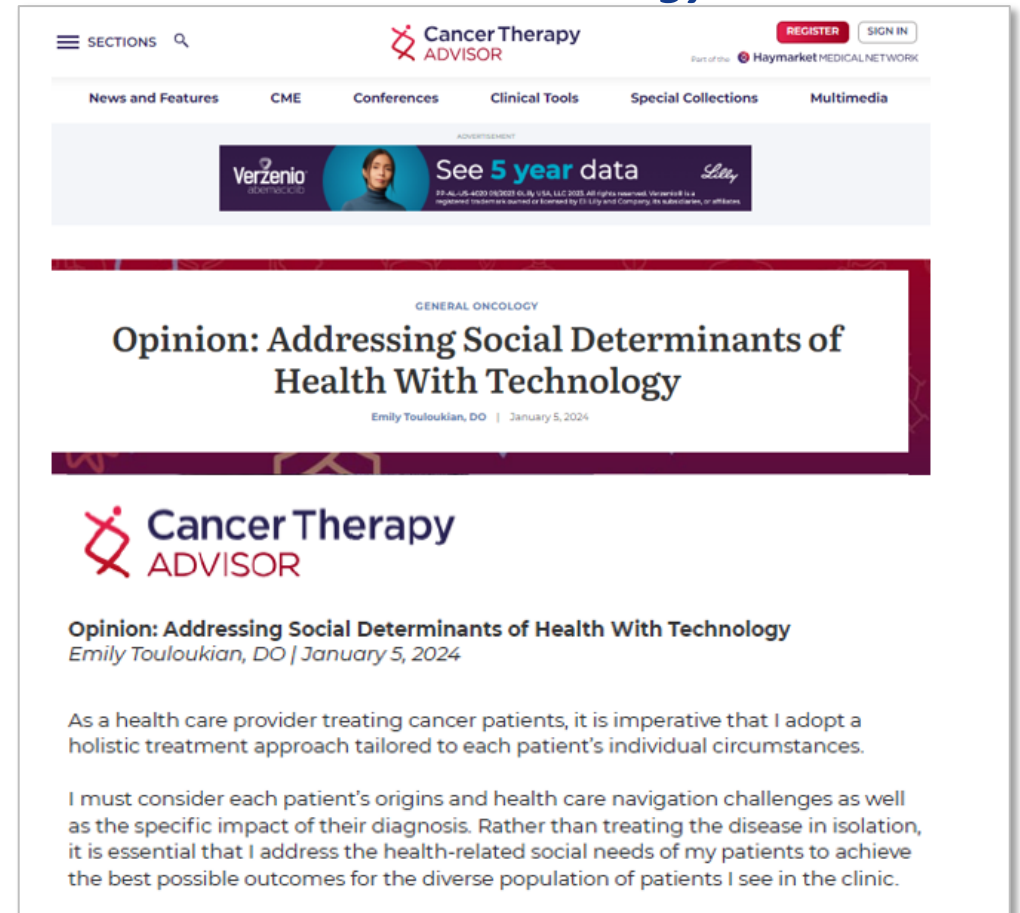 SECTIONS
Cancer Therapy
ADVISOR
REGISTER
SIGN IN
Part of the Haymarket MEDICAL NETWORK
News and Features
CME
Conferences
Clinical Tools
Special Collections
Multimedia
ADVERTISEMENT
Verzenio
abemaciclib
See 5 year data
Lilly
GENERAL ONCOLOGY
Opinion: Addressing Social Determinants of
Health With Technology
Emily Touloukian, DO | January 5, 2024
Cancer Therapy
ADVISOR
Opinion: Addressing Social Determinants of Health With Technology
Emily Touloukian, DO | January 5, 2024
As a health care provider treating cancer patients, it is imperative that I adopt a
holistic treatment approach tailored to each patient's individual circumstances.
I must consider each patient's origins and health care navigation challenges as well
as the specific impact of their diagnosis. Rather than treating the disease in isolation,
it is essential that I address the health-related social needs of my patients to achieve
the best possible outcomes for the diverse population of patients I see in the clinic.